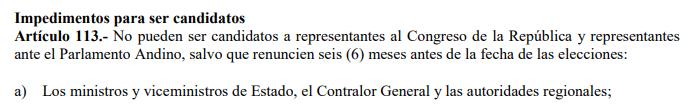 Impedimentos para ser candidatos
Artículo 113.- No pueden ser candidatos a representantes al Congreso de la República y representantes
ante el Parlamento Andino, salvo que renuncien seis (6) meses antes de la fecha de las elecciones:
a) Los ministros y viceministros de Estado, el Contralor General y las autoridades regionales;